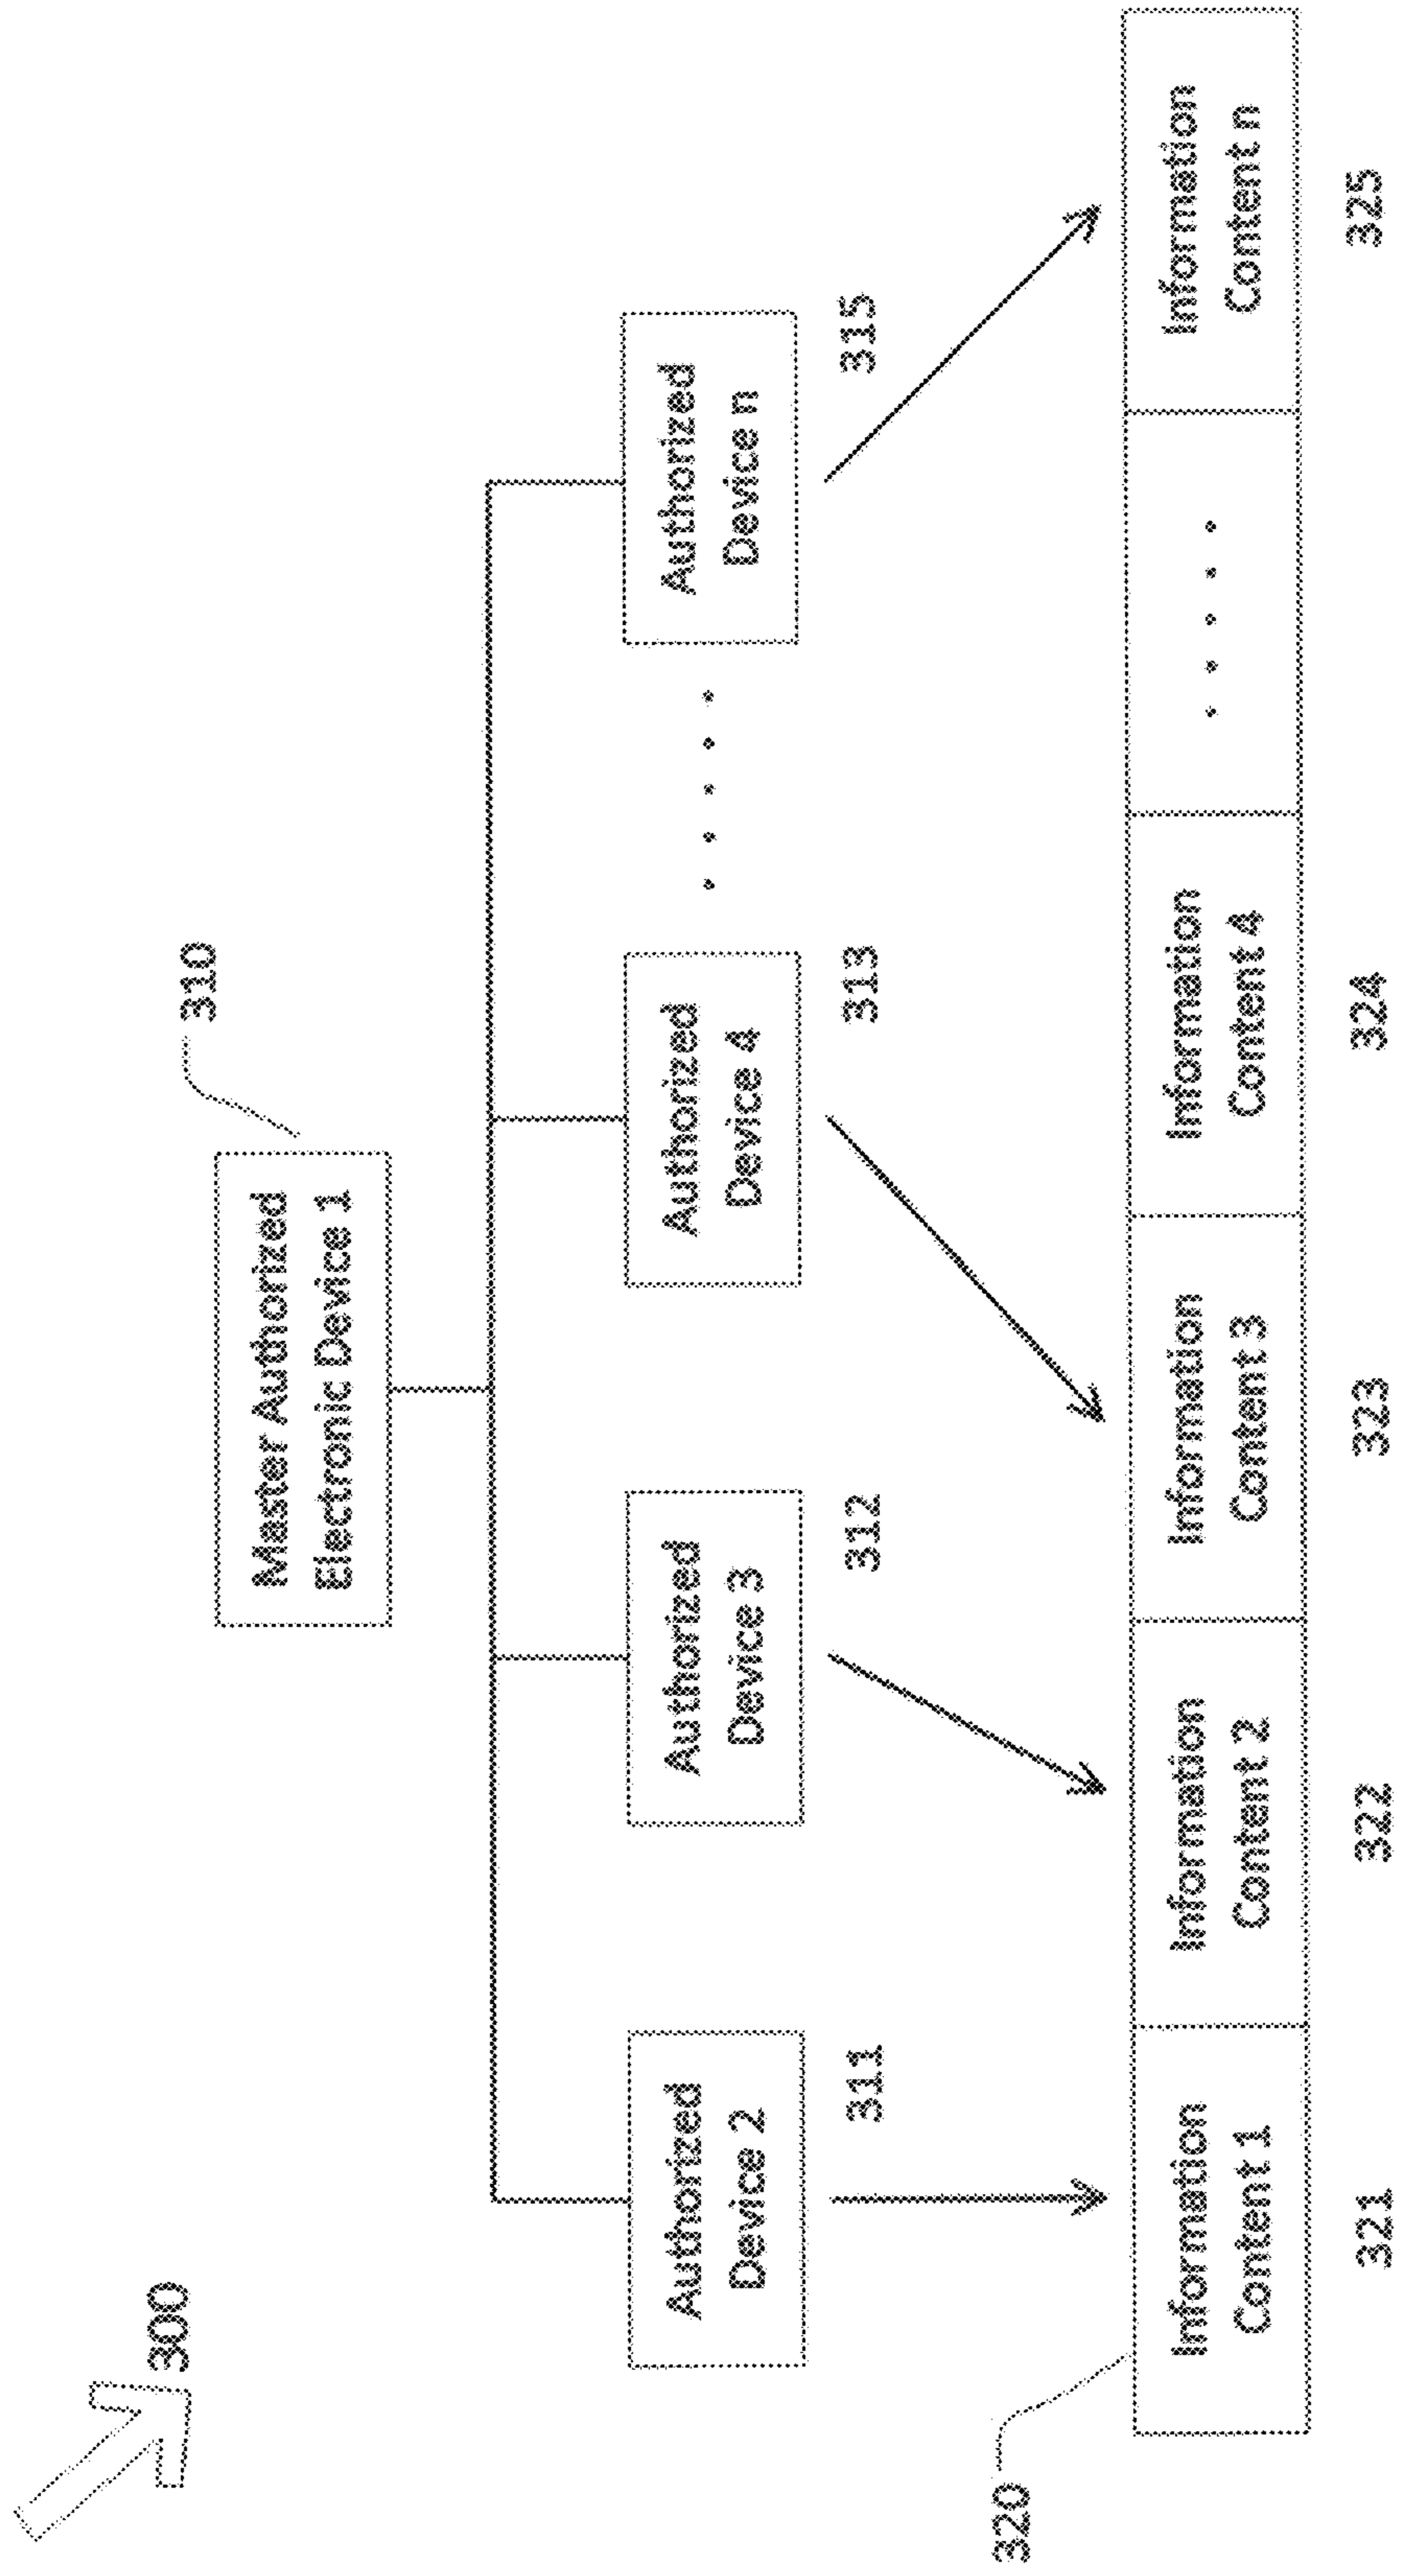 300
310
Master Authorized
Electronic Device 1
Authorized
Device 2
311
Authorized
Device 3
312
Authorized
Device 4
313
. . . . .
Authorized
Device n
315
320
Information
Content 1
321
Information
Content 2
322
Information
Content 3
323
Information
Content 4
324
. . . . .
Information
Content n
325